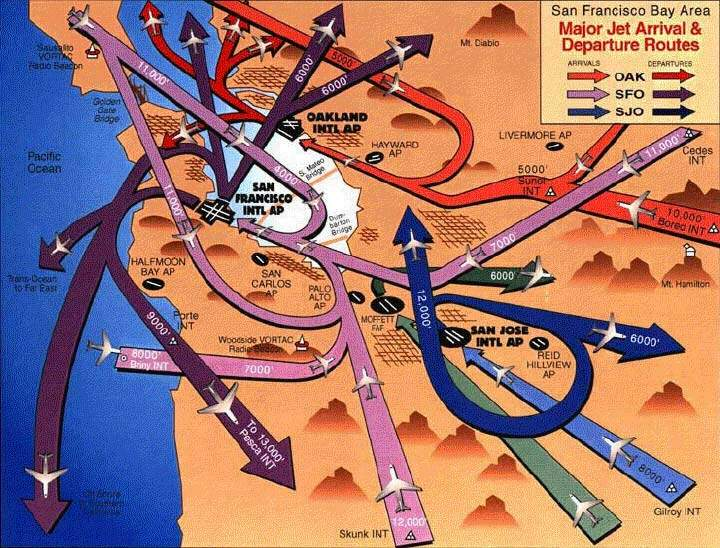 San Francisco Bay Area
Major Jet Arrival &
Departure Routes
ARRIVALS
DEPARTURES
OAK
SFO
SJO
Sausalito
VORTAC
Radio Beacon
11,000'
6000'
6000'
5000'
Mt. Diablo
Golden
Gate
Bridge
OAKLAND
INTL AP
HAYWARD
AP
LIVERMORE AP
11,000'
Cedes
INT
Pacific
Ocean
4000'
S. Mateo
Bridge
5000'
Sunol
INT
SAN
FRANCISCO
INTL AP
11,000'
Dum-
barton
Bridge
10,000'
Bored INT
7000'
HALFMOON
BAY AP
SAN
CARLOS
AP
PALO
ALTO
AP
6000'
Mt. Hamilton
Trans-Ocean
to Far East
12,000'
MOFFETT
9000'
Porte
INT
SAN JOSE
INTL AP
6000'
Woodside VORTAC
Radio Beacon
REID
HILLVIEW
AP
8000'
Briny INT
7000'
To 13,000'
Pesca INT
8000'
Gilroy INT
Off Shore
12,000'
Skunk INT